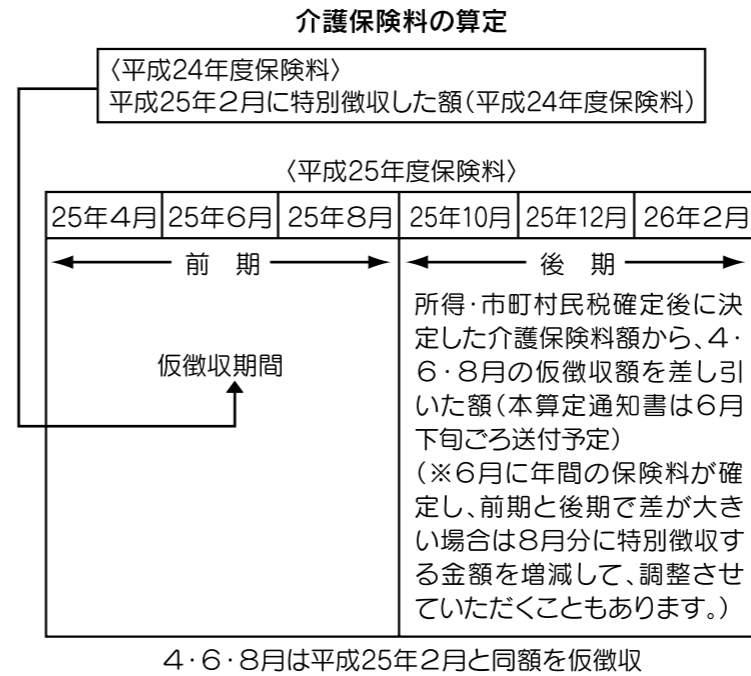 介護保険料の算定
〈平成24年度保険料〉
平成25年２月に特別徴収した額（平成24年度保険料）
〈平成25年度保険料〉
25年４月 25年６月 25年８月 25年10月 25年12月 26年２月
前　期 後　期
仮徴収期間
所得・市町村民税確定後に決
定した介護保険料額から、４・
６・８月の仮徴収額を差し引
いた額（本算定通知書は６月
下旬ごろ送付予定）
（※６月に年間の保険料が確
定し、前期と後期で差が大き
い場合は８月分に特別徴収す
る金額を増減して、調整させ
ていただくこともあります。）
４・６・８月は平成25年２月と同額を仮徴収